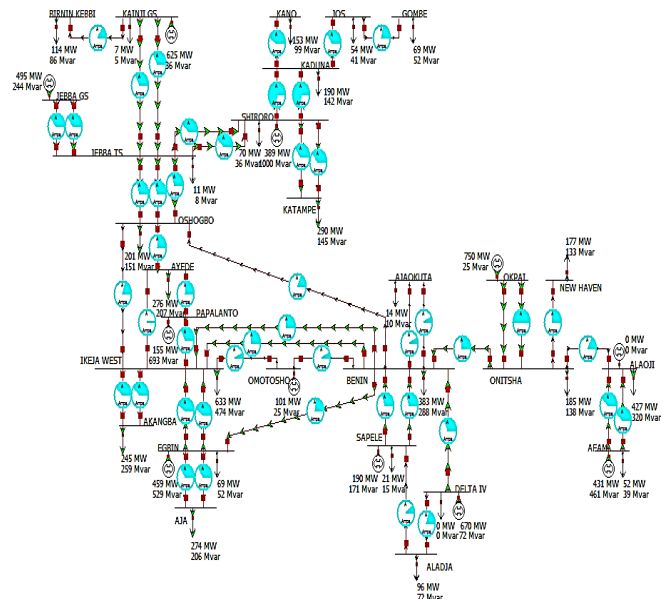 BIRNIN KEBBI
KAINJI GS
KANO
JOS
GOMBE
114 MW
86 Mvar
7 MW
5 Mvar
625 MW
36 Mvar
153 MW
99 Mvar
54 MW
41 Mvar
69 MW
52 Mvar
KADUNA
495 MW
244 Mvar
JEBBA GS
190 MW
142 Mvar
SHIRORO
JEBBA TS
70 MW
36 Mvar
389 MW
1000 Mvar
11 MW
8 Mvar
KATAMPE
290 MW
145 Mvar
OSHOGBO
201 MW
151 Mvar
AYEDE
276 MW
207 Mvar
PAPALANTO
155 MW
693 Mvar
IKEJA WEST
OMOTOSHO
BENIN
AJAOKUTA
14 MW
10 Mvar
750 MW
25 Mvar
OKPAI
177 MW
133 Mvar
NEW HAVEN
0 MW
0 Mvar
ALAOJI
ONITSHA
633 MW
474 Mvar
101 MW
25 Mvar
383 MW
288 Mvar
185 MW
138 Mvar
427 MW
320 Mvar
AKANGBA
245 MW
259 Mvar
EGBIN
459 MW
529 Mvar
69 MW
52 Mvar
SAPELE
190 MW
171 Mvar
21 MW
15 Mvar
AFAM
431 MW
461 Mvar
52 MW
39 Mvar
DELTA IV
0 MW
0 Mvar
670 MW
72 Mvar
AJA
274 MW
206 Mvar
ALADJA
96 MW
72 Mvar